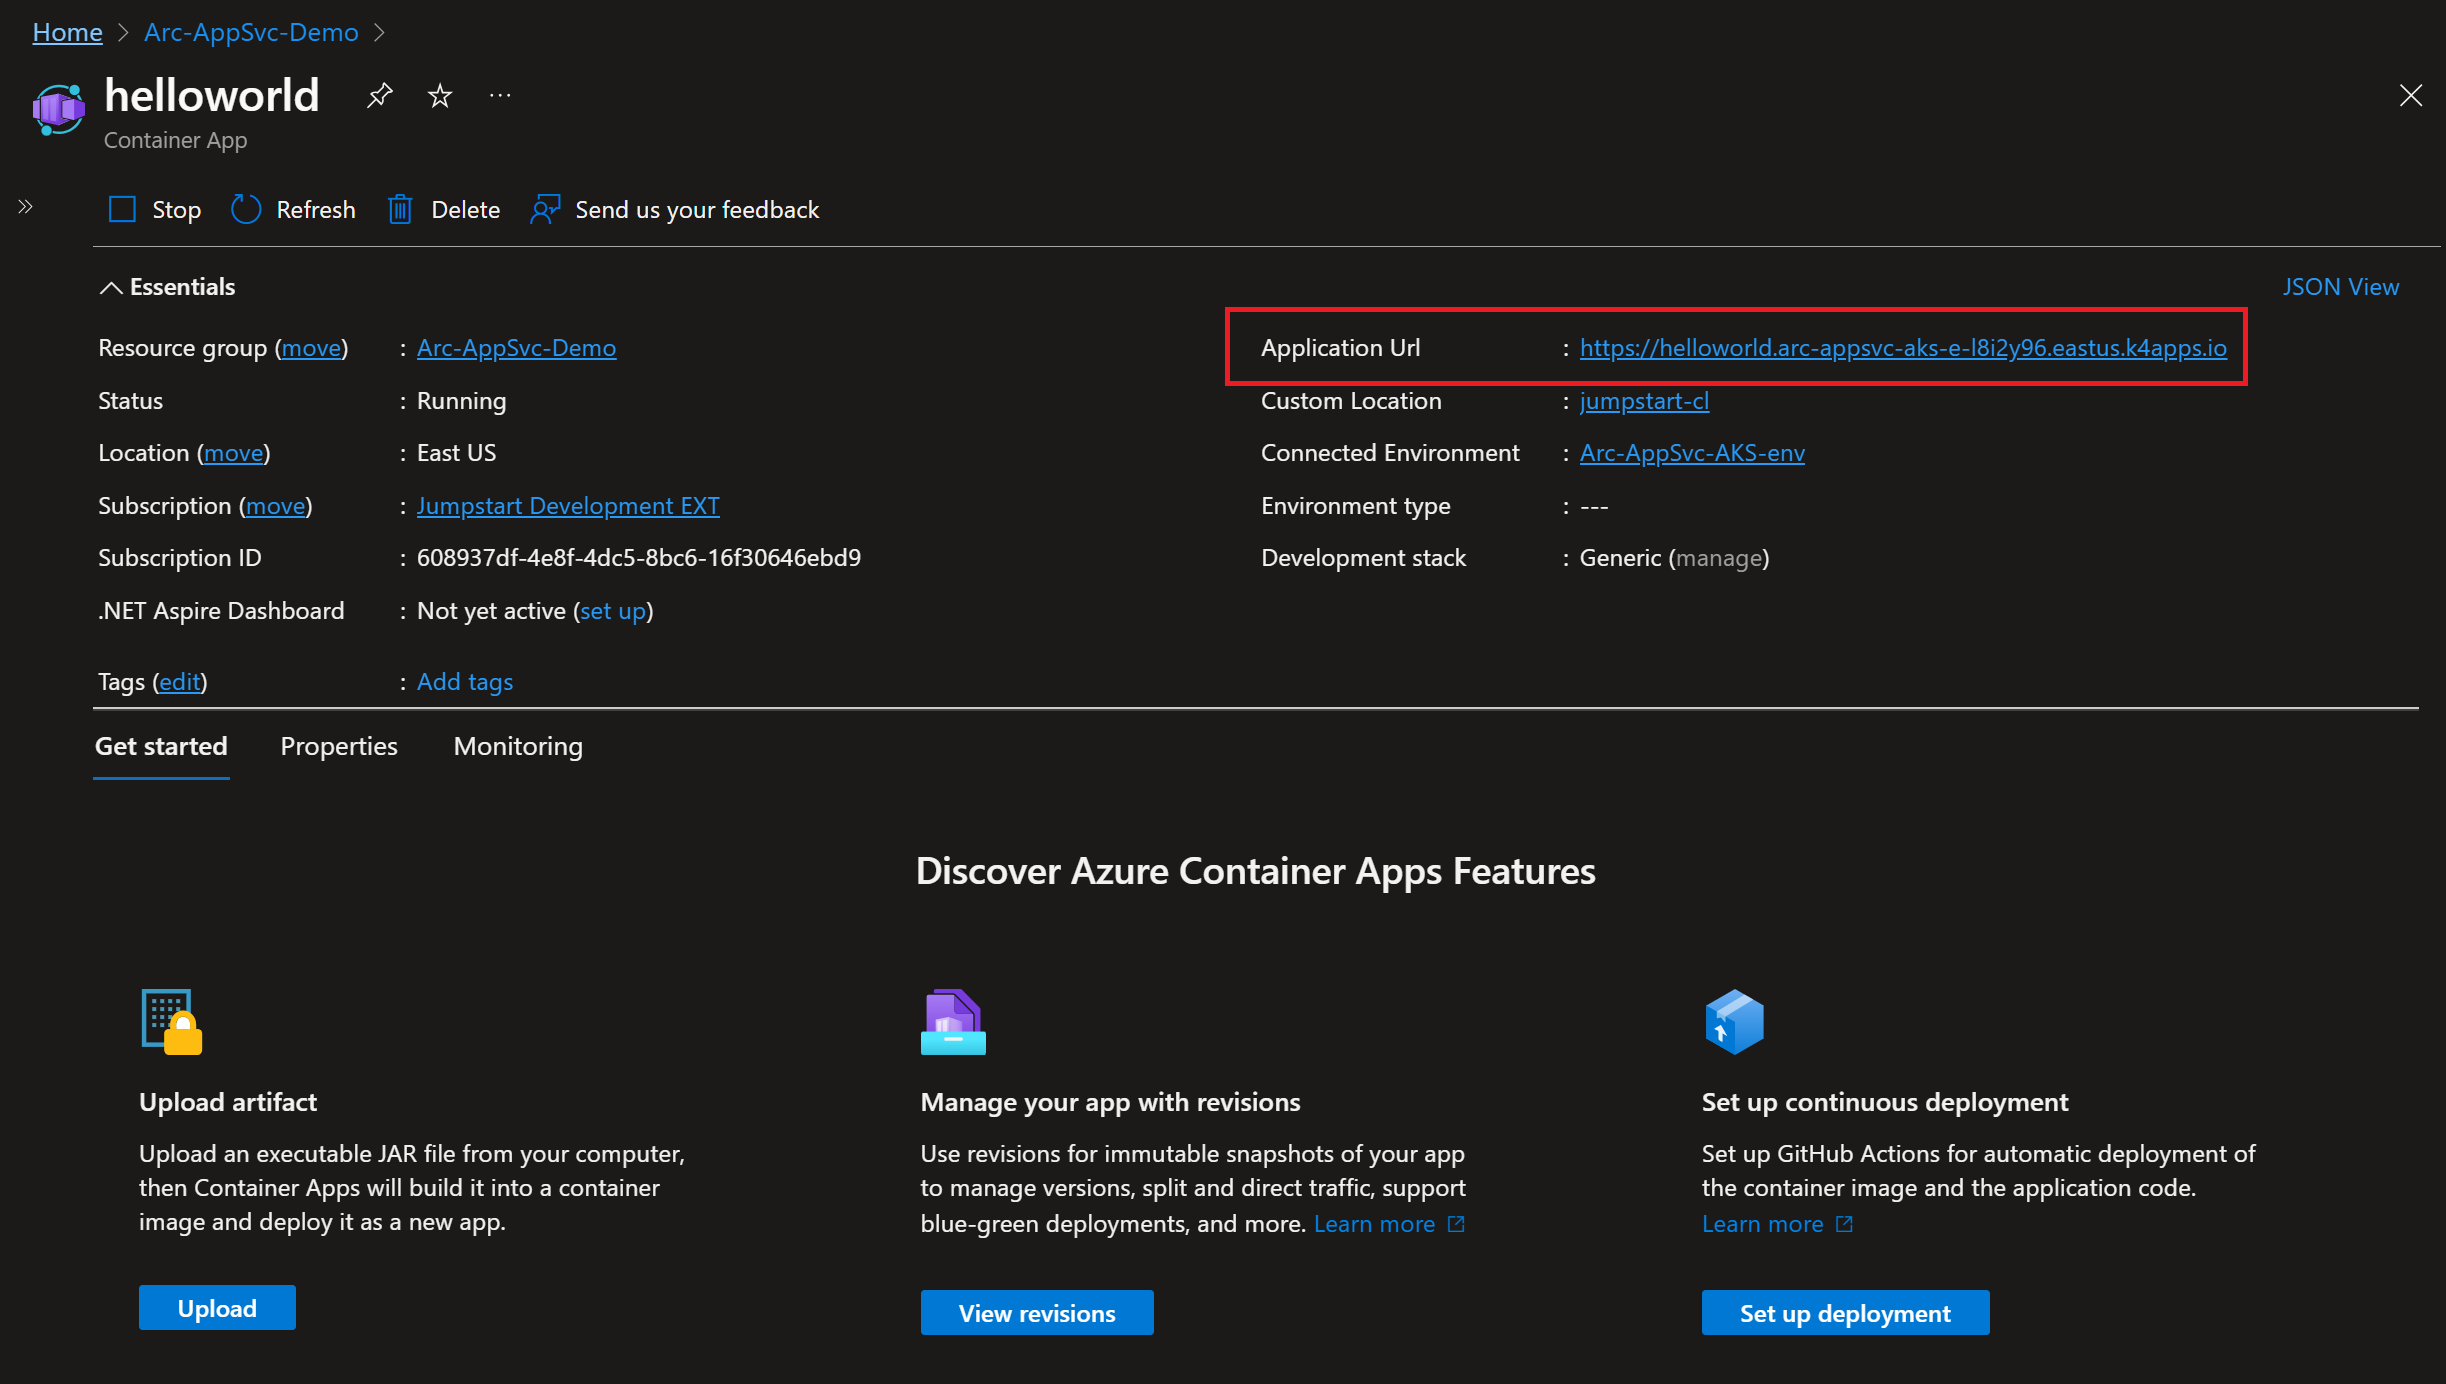 Home > Arc-AppSvc-Demo >
helloworld
Container App
Stop Refresh Delete Send us your feedback
Essentials
JSON View
Resource group (move) : Arc-AppSvc-Demo
Status : Running
Location (move) : East US
Subscription (move) : Jumpstart Development EXT
Subscription ID : 608937df-4e8f-4dc5-8bc6-16f30646ebd9
.NET Aspire Dashboard : Not yet active (set up)
Application Url : https://helloworld.arc-appsvc-aks-e-l8i2y96.eastus.k4apps.io
Custom Location : jumpstart-cl
Connected Environment : Arc-AppSvc-AKS-env
Environment type : ---
Development stack : Generic (manage)
Tags (edit) : Add tags
Get started Properties Monitoring
Discover Azure Container Apps Features
Upload artifact
Upload an executable JAR file from your computer,
then Container Apps will build it into a container
image and deploy it as a new app.
Upload
Manage your app with revisions
Use revisions for immutable snapshots of your app
to manage versions, split and direct traffic, support
blue-green deployments, and more. Learn more
View revisions
Set up continuous deployment
Set up GitHub Actions for automatic deployment of
the container image and the application code.
Learn more
Set up deployment